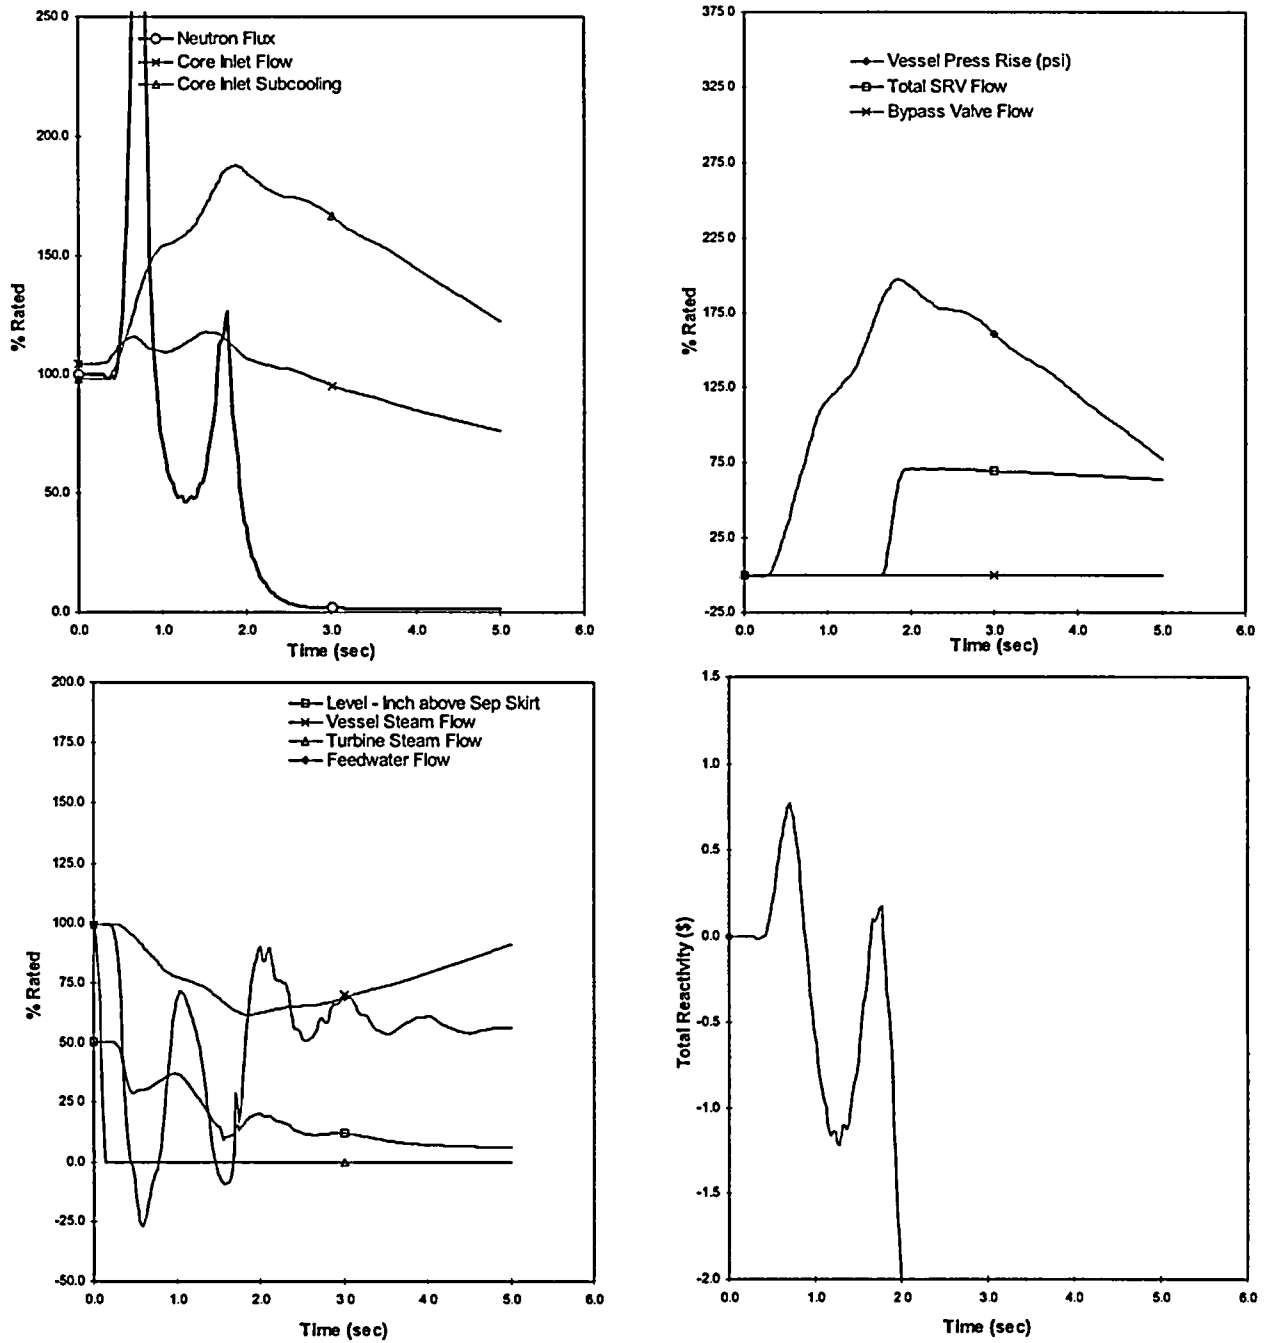 250.0
200.0
150.0
100.0
50.0
0.0
% Rated
Neutron Flux
Core Inlet Flow
Core Inlet Subcooling
0.0 1.0 2.0 3.0 4.0 5.0 6.0
Time (sec)
375.0
325.0
275.0
225.0
175.0
125.0
75.0
25.0
-25.0
% Rated
Vessel Press Rise (psi)
Total SRV Flow
Bypass Valve Flow
0.0 1.0 2.0 3.0 4.0 5.0 6.0
Time (sec)
200.0
175.0
150.0
125.0
100.0
75.0
50.0
25.0
0.0
-25.0
-50.0
% Rated
Level - Inch above Sep Skirt
Vessel Steam Flow
Turbine Steam Flow
Feedwater Flow
0.0 1.0 2.0 3.0 4.0 5.0 6.0
Time (sec)
1.5
1.0
0.5
0.0
-0.5
-1.0
-1.5
-2.0
Total Reactivity ($)
0.0 1.0 2.0 3.0 4.0 5.0 6.0
Time (sec)